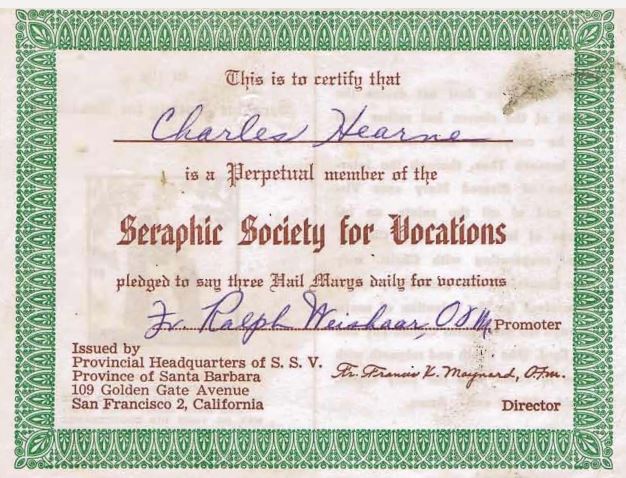 This is to certify that
Charles Hearne
is a Perpetual member of the
Seraphic Society for Vocations
pledged to say three Hail Marys daily for vocations
Fr. Ralph Weishaar, OFM, Promoter
Issued by
Provincial Headquarters of S. S. V.
Province of Santa Barbara
109 Golden Gate Avenue
San Francisco 2, California
Fr. Francis K. Maynard, O.f.m.
Director